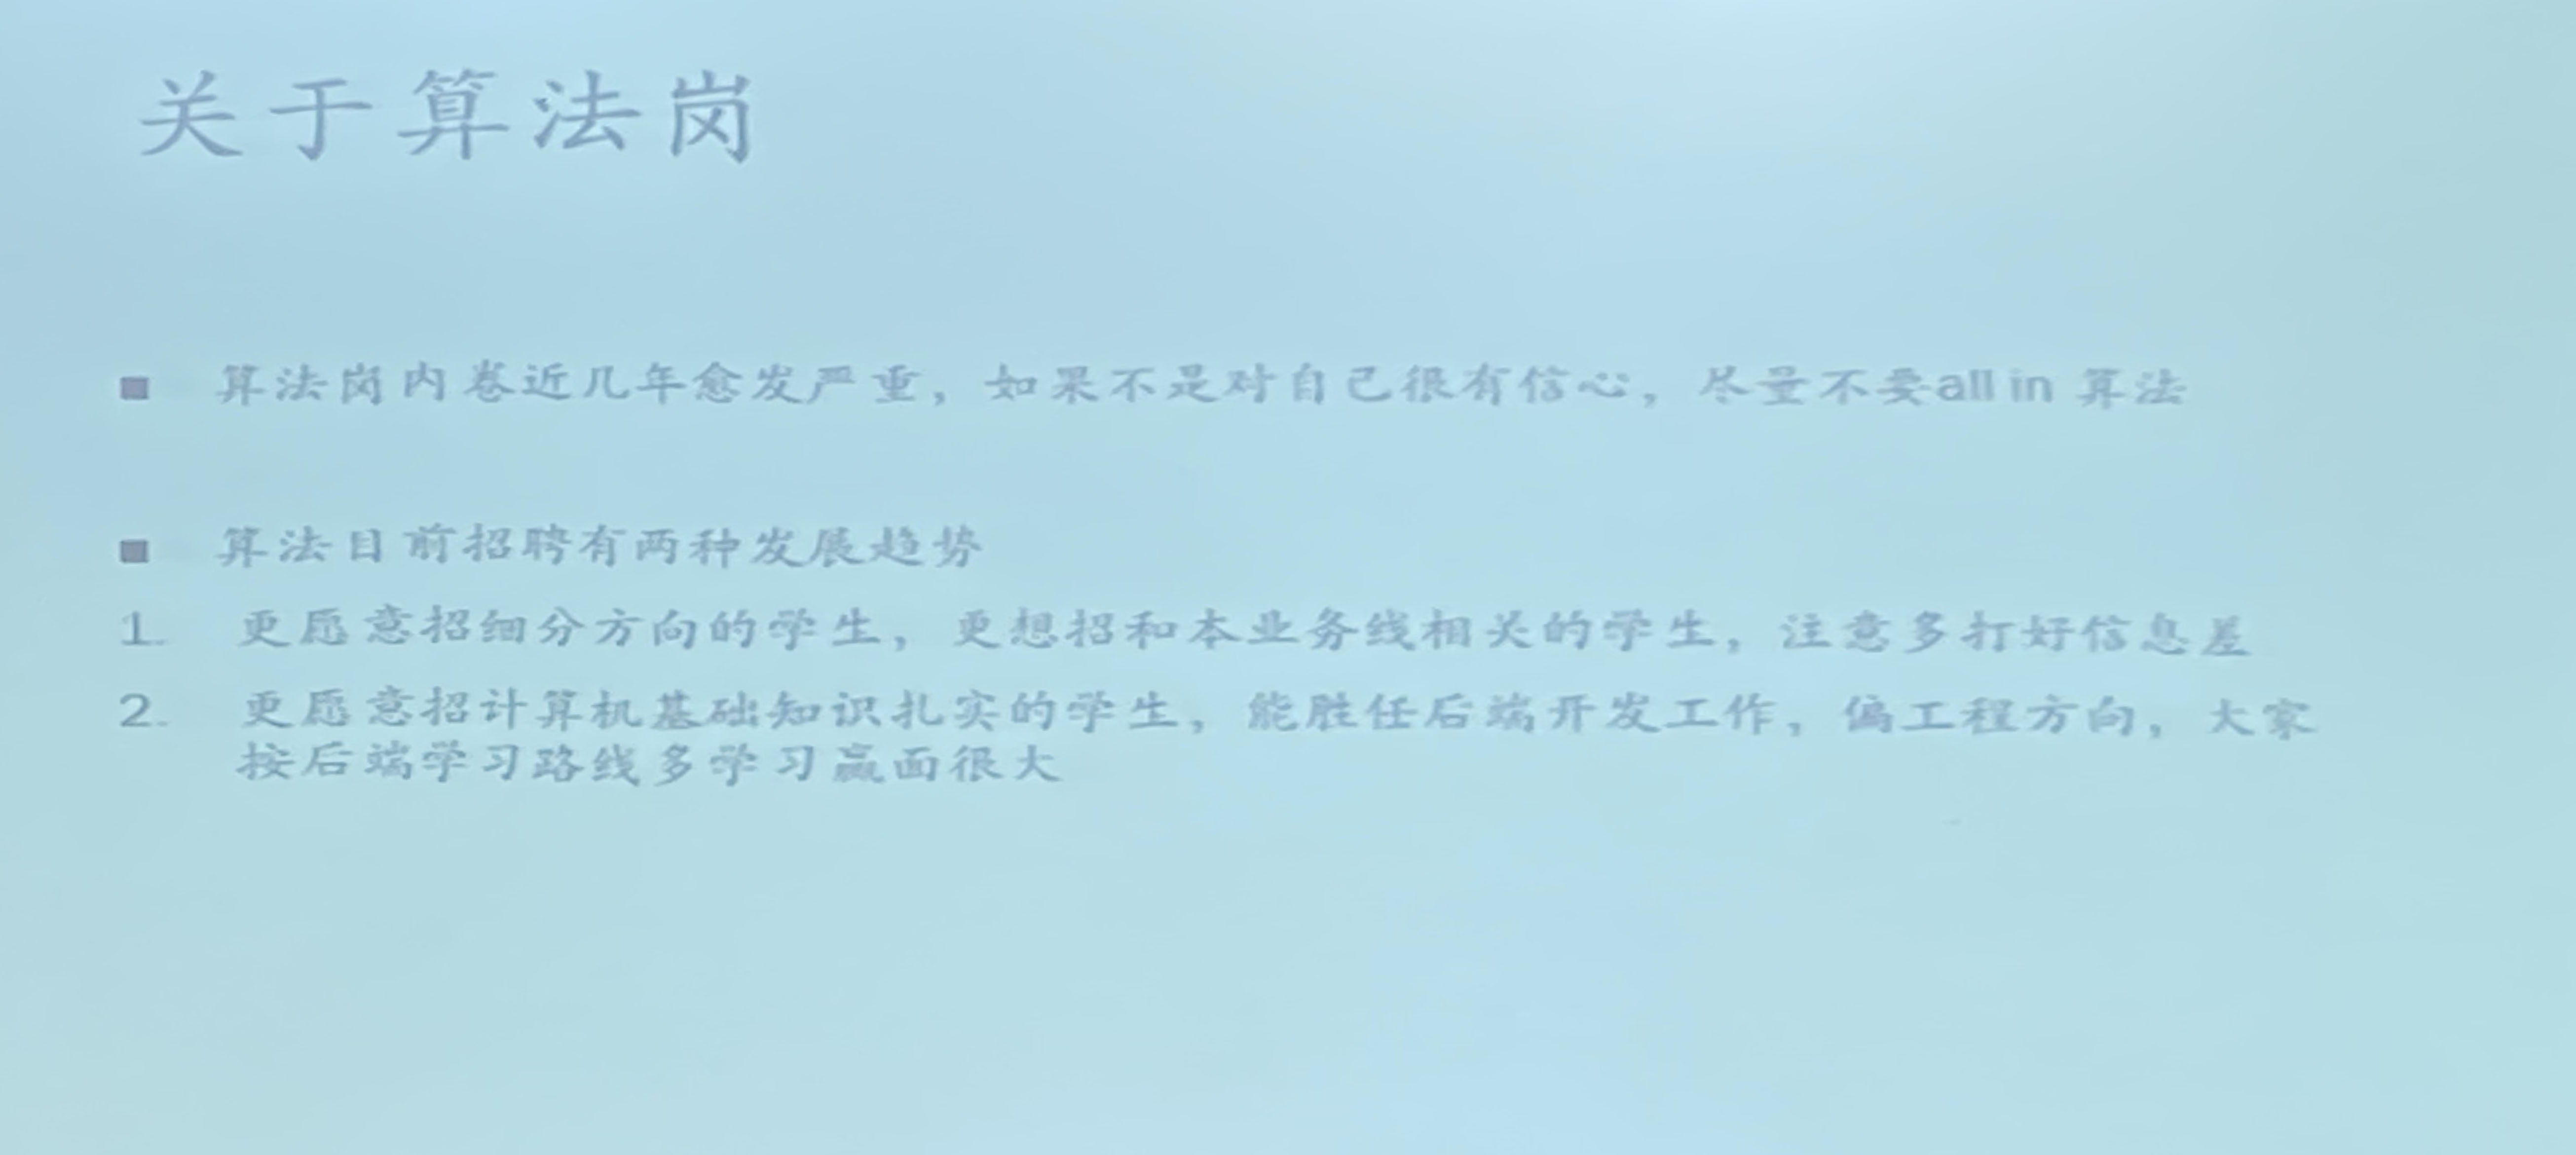 关于算法岗
■ 算法岗内卷近几年愈发严重，如果不是对自己很有信心，尽量不要all in 算法
■ 算法目前招聘有两种发展趋势
1. 更愿意招细分方向的学生，更想招和本业务线相关的学生，注意多打好信息差
2. 更愿意招计算机基础知识扎实的学生，能胜任后端开发工作，偏工程方向，大家
按后端学习路线多学习赢面很大